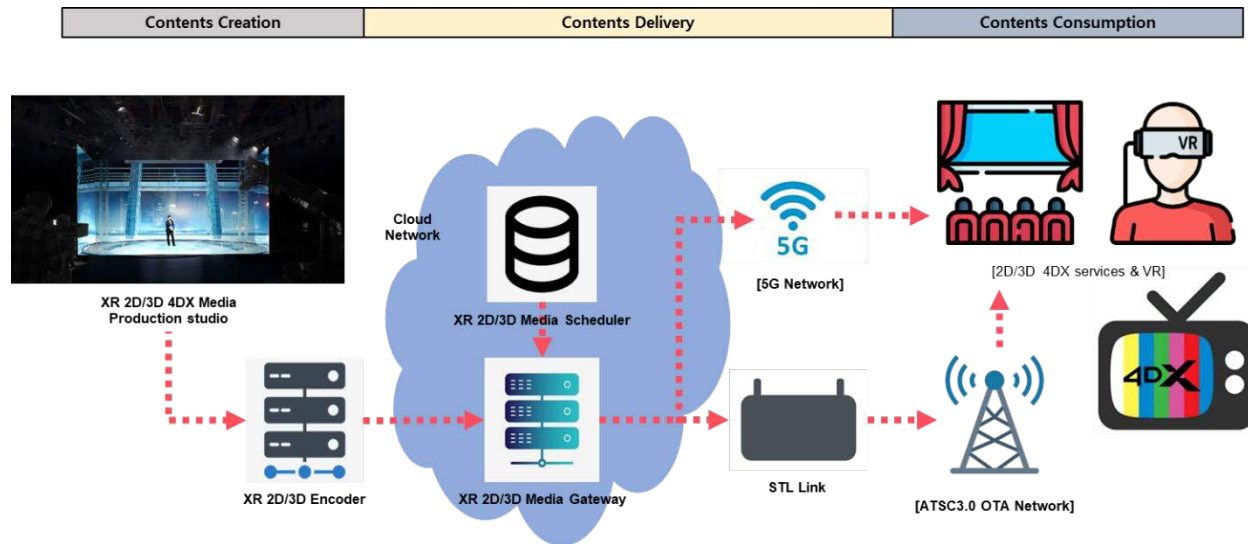 Contents Creation
Contents Delivery
Contents Consumption
VR
Cloud
Network
5G
XR 2D/3D 4DX Media
Production studio
XR 2D/3D Media Scheduler
[5G Network]
[2D/3D 4DX services & VR]
4DX
XR 2D/3D Encoder
XR 2D/3D Media Gateway
STL Link
[ATSC3.0 OTA Network]